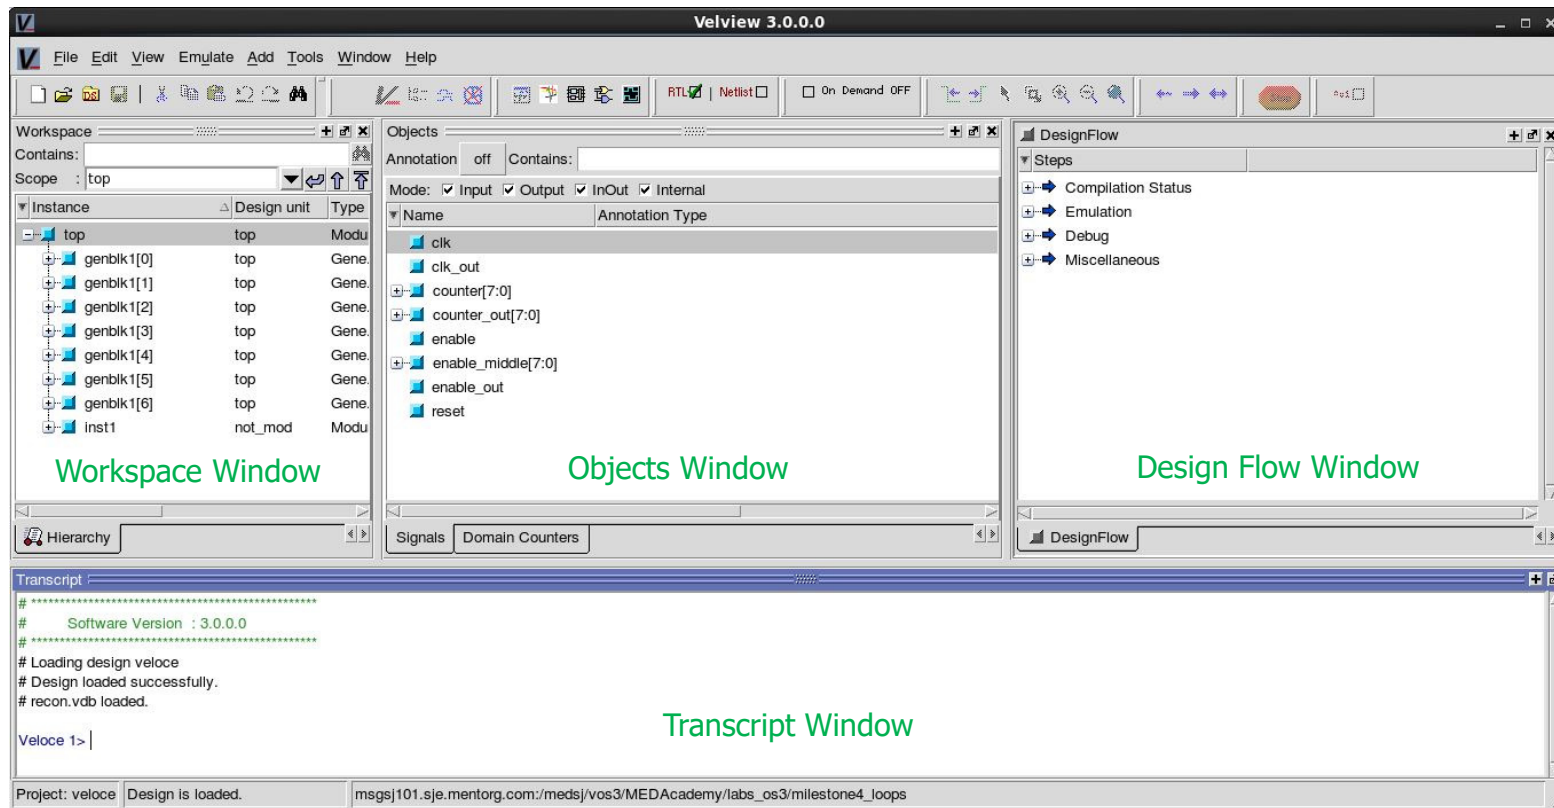 Velview 3.0.0.0
File Edit View Emulate Add Tools Window Help
RTL | Netlist On Demand OFF Stop
Workspace
Contains:
Scope : top
Instance Design unit Type
top top Modu
genblk1[0] top Gene.
genblk1[1] top Gene.
genblk1[2] top Gene.
genblk1[3] top Gene.
genblk1[4] top Gene.
genblk1[5] top Gene.
genblk1[6] top Gene.
inst1 not_mod Modu
Workspace Window
Hierarchy
Objects
Annotation off Contains:
Mode: Input Output InOut Internal
Name Annotation Type
clk
clk_out
counter[7:0]
counter_out[7:0]
enable
enable_middle[7:0]
enable_out
reset
Objects Window
Signals Domain Counters
DesignFlow
Steps
Compilation Status
Emulation
Debug
Miscellaneous
Design Flow Window
DesignFlow
Transcript
# **************************************************
# Software Version : 3.0.0.0
# **************************************************
# Loading design veloce
# Design loaded successfully.
# recon.vdb loaded.
Veloce 1>
Transcript Window
Project: veloce Design is loaded. msgsj101.sje.mentorg.com:/medsj/vos3/MEDAcademy/labs_os3/milestone4_loops